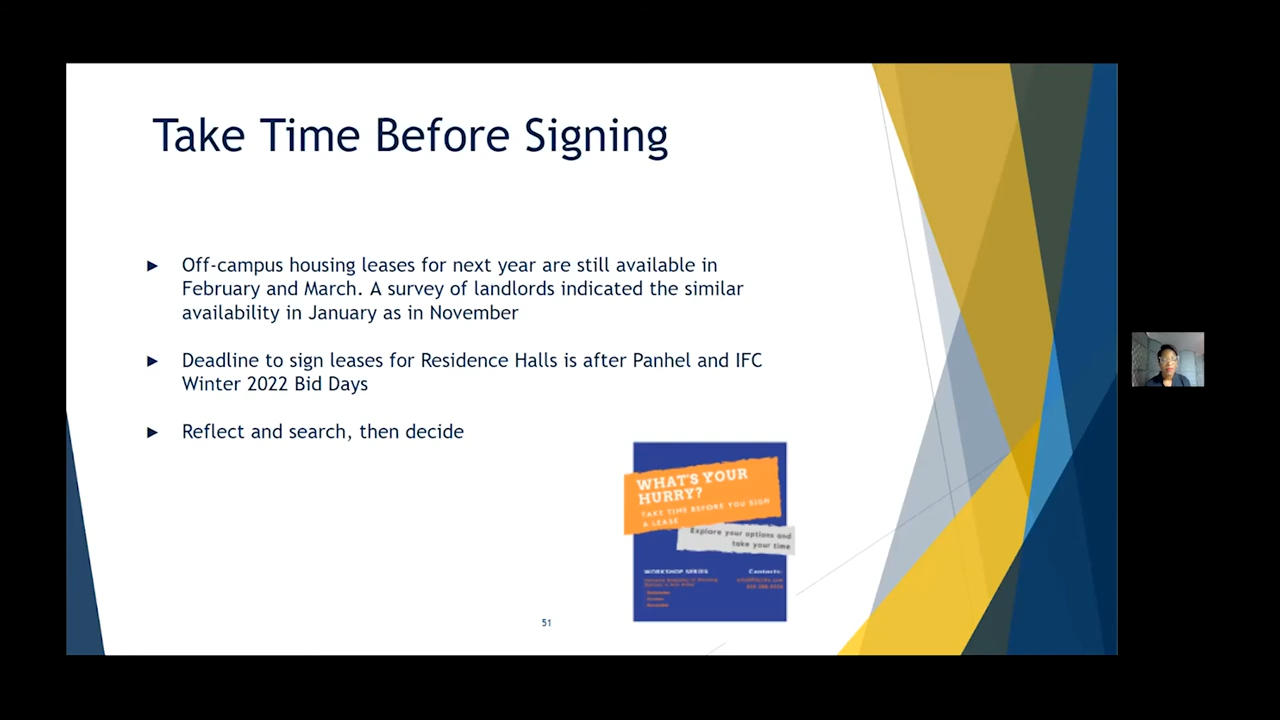 Take Time Before Signing
Off-campus housing leases for next year are still available in
February and March. A survey of landlords indicated the similar
availability in January as in November
Deadline to sign leases for Residence Halls is after Panhel and IFC
Winter 2022 Bid Days
Reflect and search, then decide
WHAT'S YOUR
HURRY?
TAKE TIME BEFORE YOU SIGN
A LEASE
Explore your options and
take your time
WORKSHOP SERIES
Contacts:
51